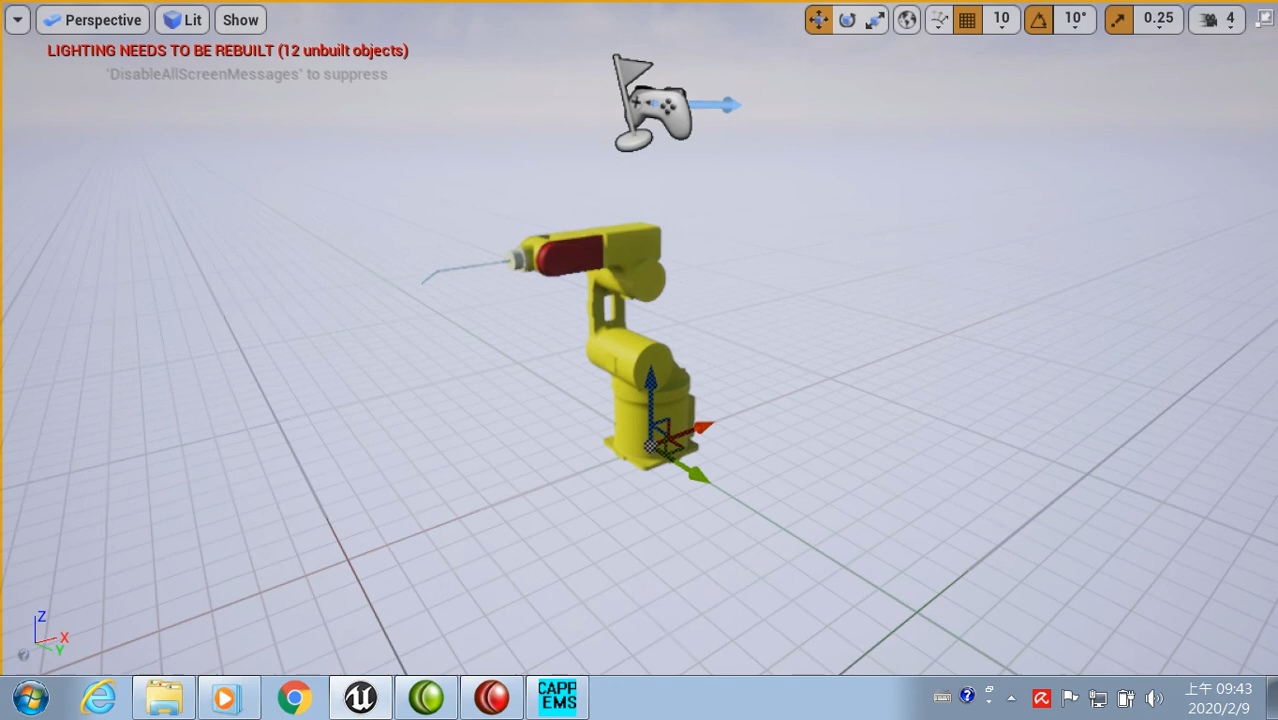 Perspective Lit Show 10 10° 0.25 4
LIGHTING NEEDS TO BE REBUILT (12 unbuilt objects)
'DisableAllScreenMessages' to suppress
Z
X
Y
CAPP
EMS
上午 09:43
2020/2/9